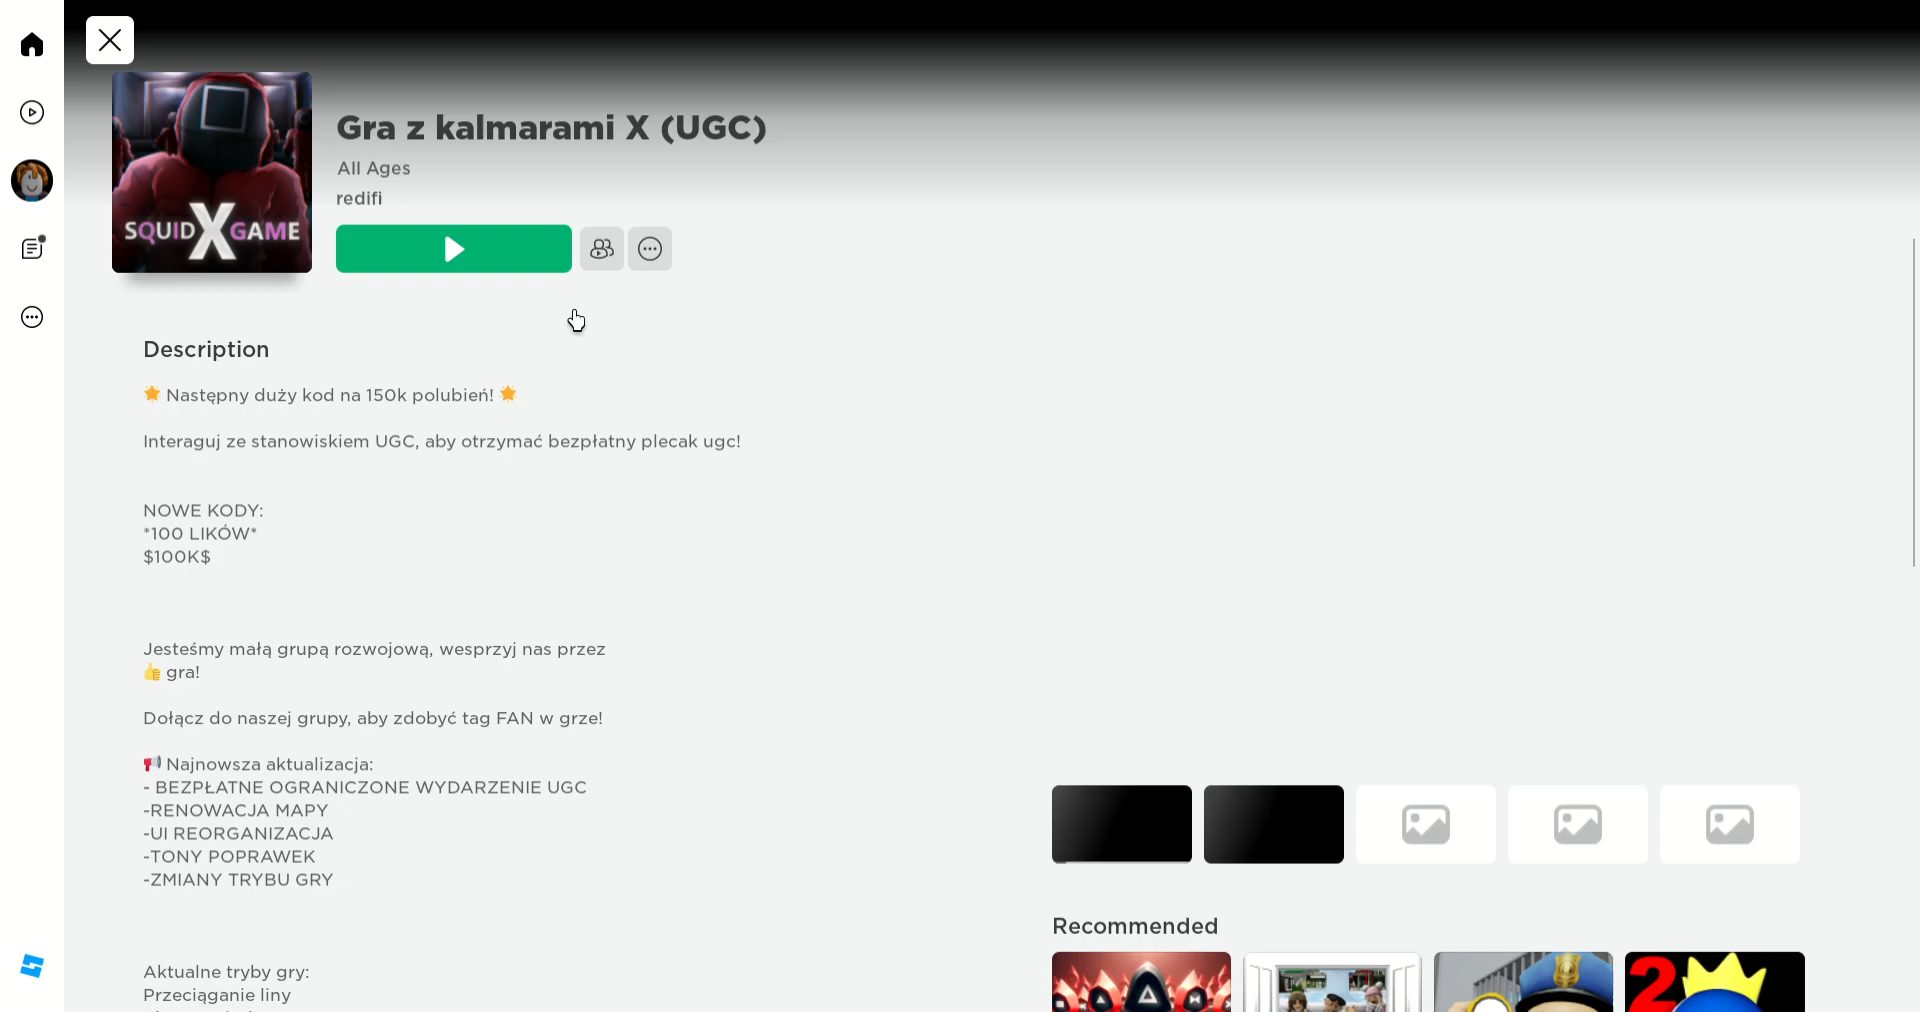 Gra z kalmarami X (UGC)
All Ages
redifi
SQUID X GAME
Description
🌟 Następny duży kod na 150k polubień! 🌟
Interaguj ze stanowiskiem UGC, aby otrzymać bezpłatny plecak ugc!
NOWE KODY:
*100 LIKÓW*
$100K$
Jesteśmy małą grupą rozwojową, wesprzyj nas przez
👍 gra!
Dołącz do naszej grupy, aby zdobyć tag FAN w grze!
📢 Najnowsza aktualizacja:
- BEZPŁATNE OGRANICZONE WYDARZENIE UGC
-RENOWACJA MAPY
-UI REORGANIZACJA
-TONY POPRAWEK
-ZMIANY TRYBU GRY
Aktualne tryby gry:
Przeciąganie liny
Recommended
2